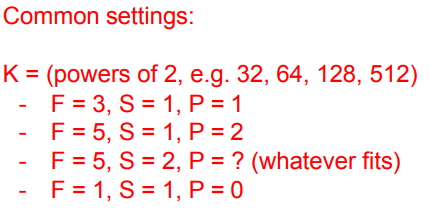 Common settings:
K = (powers of 2, e.g. 32, 64, 128, 512)
- F = 3, S = 1, P = 1
- F = 5, S = 1, P = 2
- F = 5, S = 2, P = ? (whatever fits)
- F = 1, S = 1, P = 0